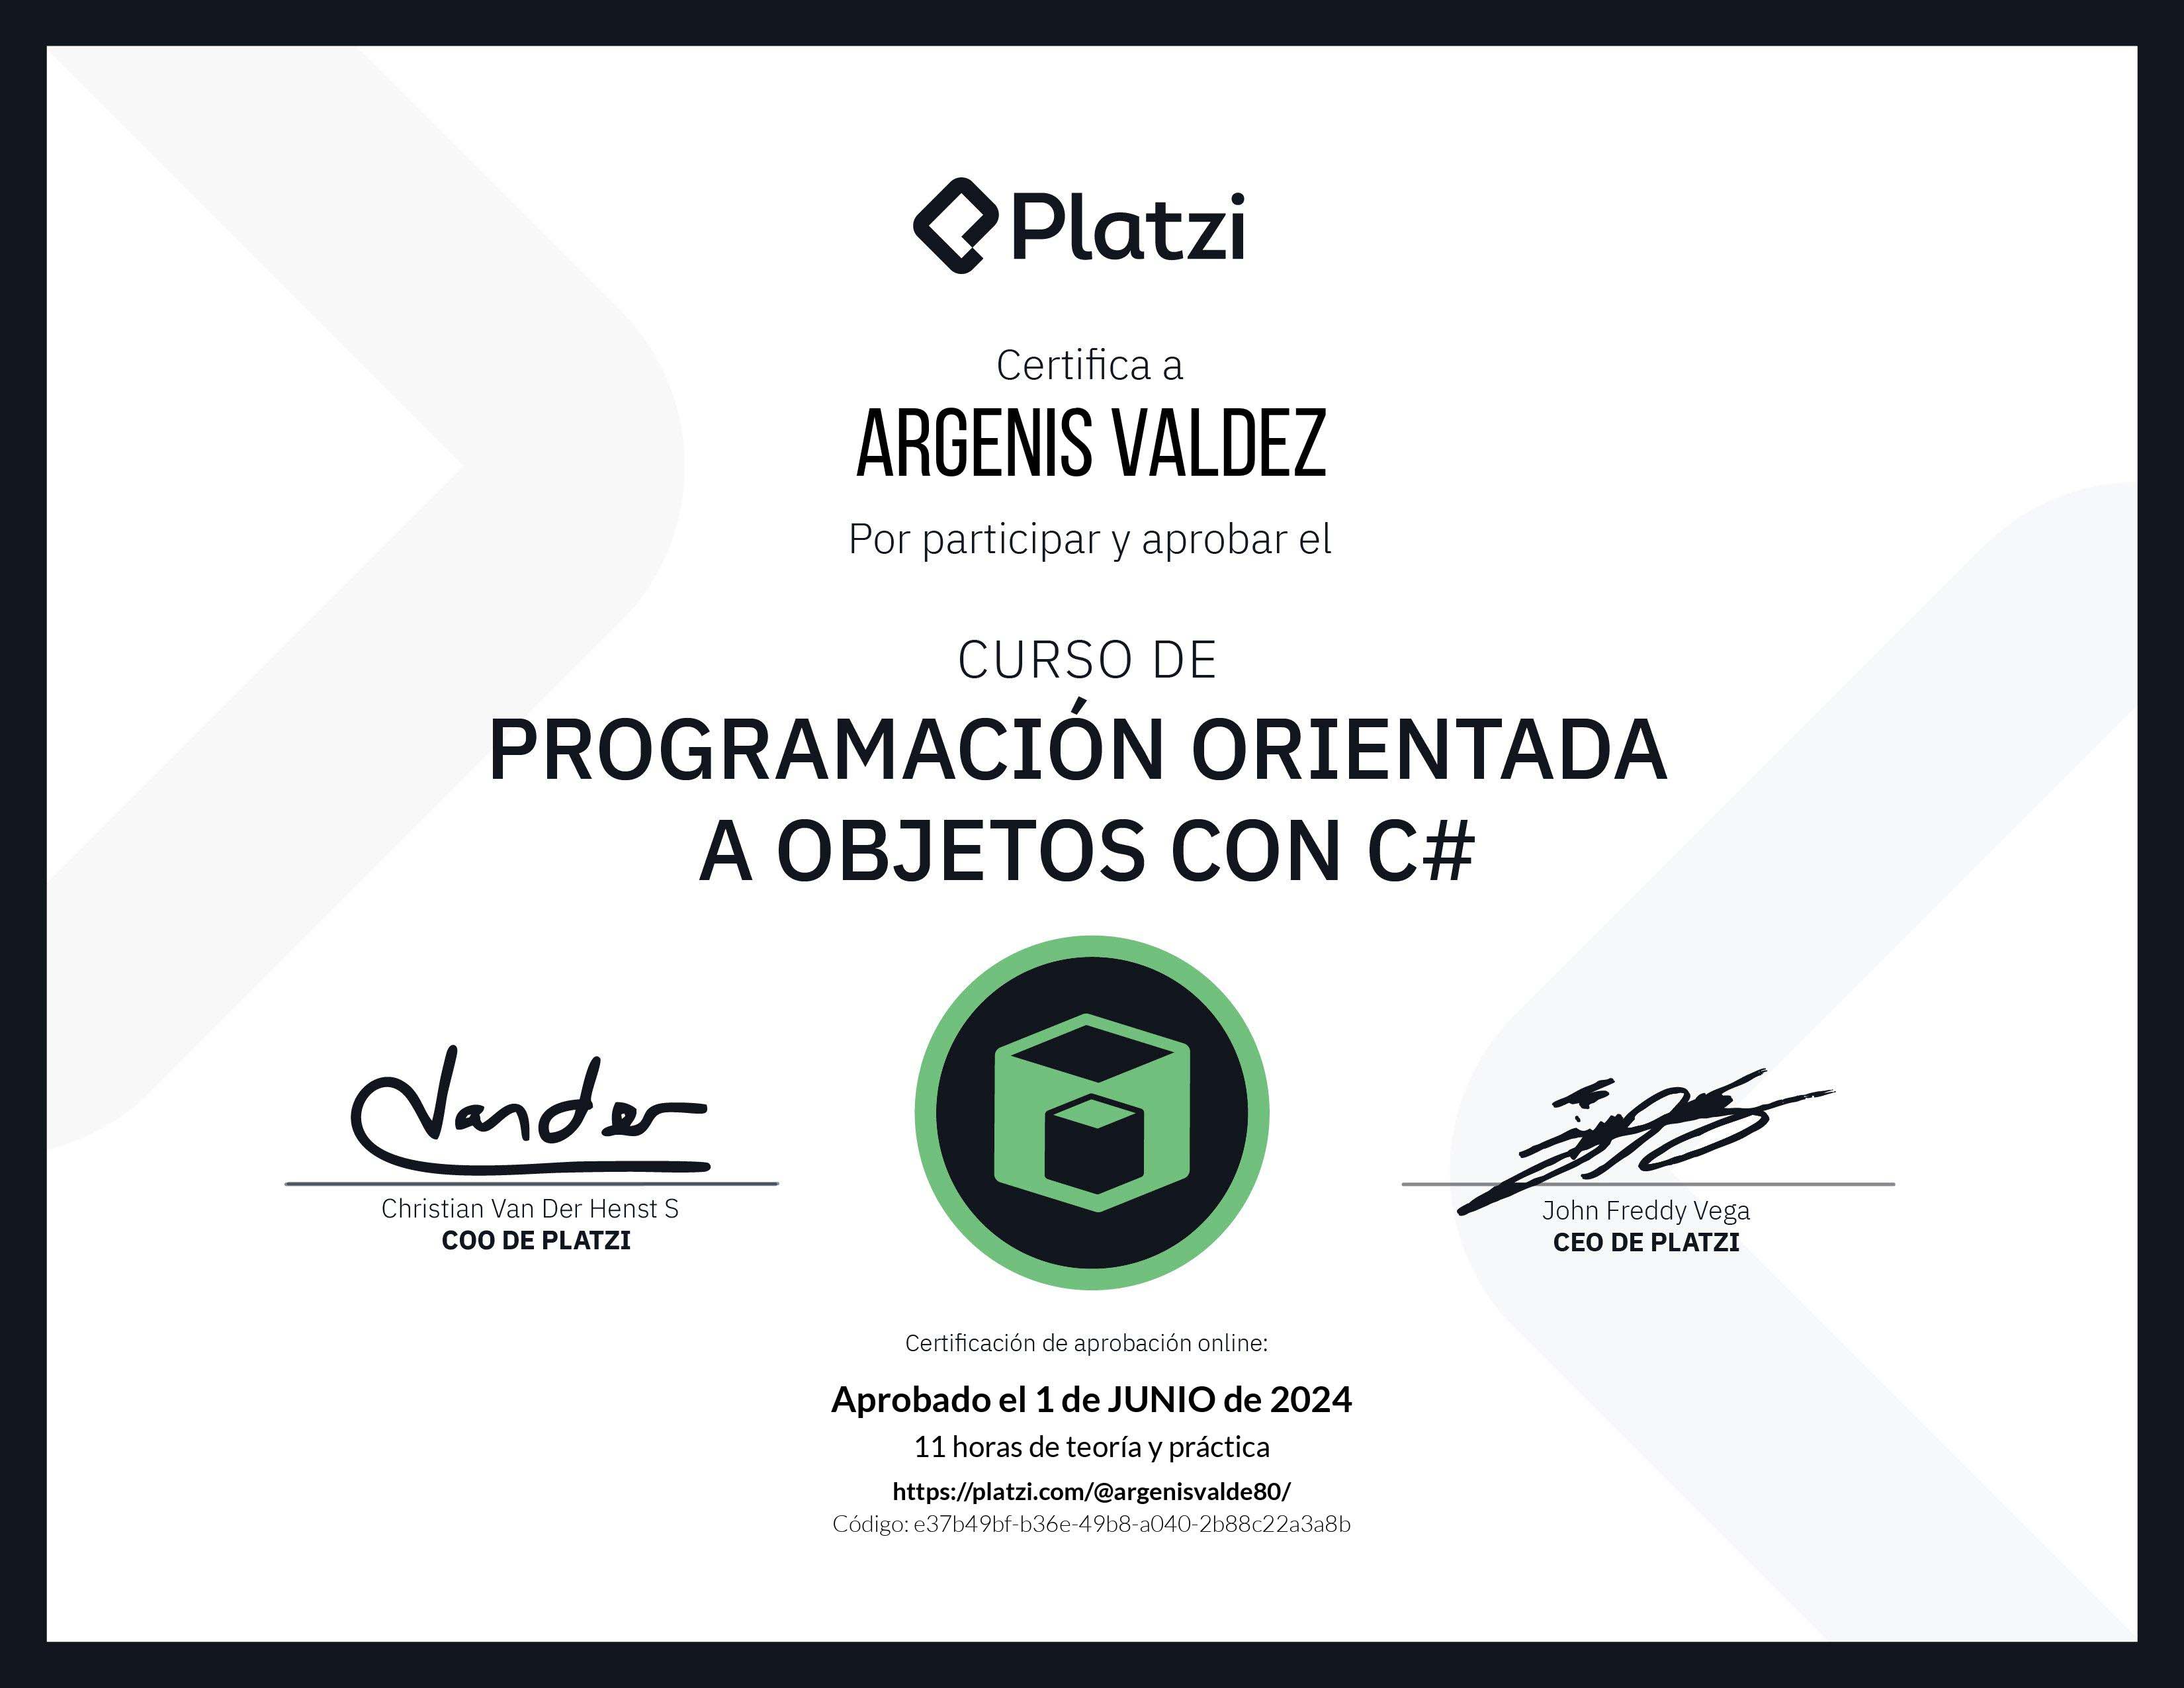 Platzi
Certifica a
ARGENIS VALDEZ
Por participar y aprobar el
CURSO DE
PROGRAMACIÓN ORIENTADA
A OBJETOS CON C#
Vander
Christian Van Der Henst S
COO DE PLATZI
John Freddy Vega
CEO DE PLATZI
Certificación de aprobación online:
Aprobado el 1 de JUNIO de 2024
11 horas de teoría y práctica
https://platzi.com/@argenisvalde80/
Código: e37b49bf-b36e-49b8-a040-2b88c22a3a8b